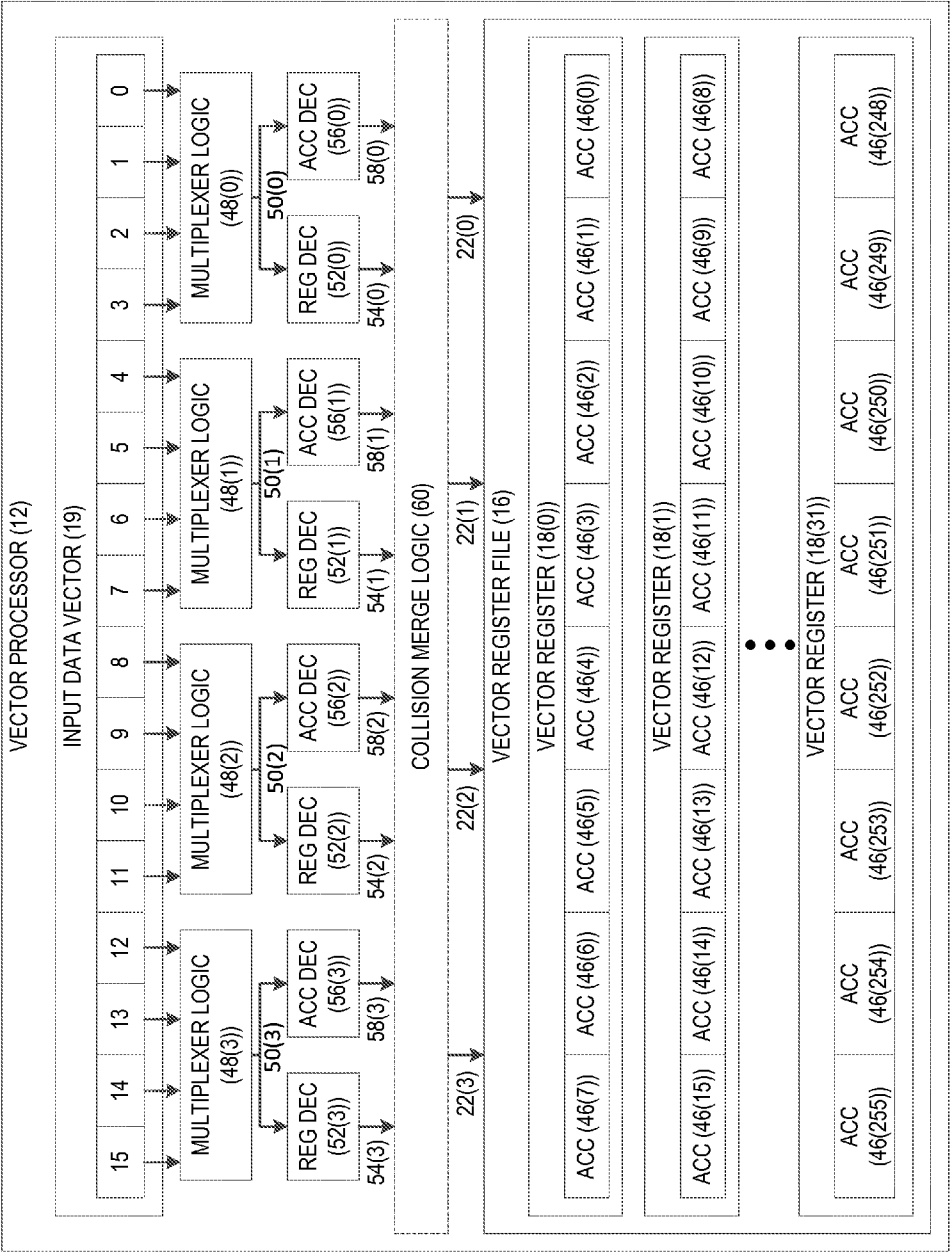 VECTOR PROCESSOR (12)
INPUT DATA VECTOR (19)
15 14 13 12 11 10 9 8 7 6 5 4 3 2 1 0
MULTIPLEXER LOGIC
(48(3))
MULTIPLEXER LOGIC
(48(2))
MULTIPLEXER LOGIC
(48(1))
MULTIPLEXER LOGIC
(48(0))
50(3) 50(2) 50(1) 50(0)
REG DEC
(52(3))
ACC DEC
(56(3))
REG DEC
(52(2))
ACC DEC
(56(2))
REG DEC
(52(1))
ACC DEC
(56(1))
REG DEC
(52(0))
ACC DEC
(56(0))
54(3) 58(3) 54(2) 58(2) 54(1) 58(1) 54(0) 58(0)
COLLISION MERGE LOGIC (60)
22(3) 22(2) 22(1) 22(0)
VECTOR REGISTER FILE (16)
VECTOR REGISTER (18(0))
ACC (46(7)) ACC (46(6)) ACC (46(5)) ACC (46(4)) ACC (46(3)) ACC (46(2)) ACC (46(1)) ACC (46(0))
VECTOR REGISTER (18(1))
ACC (46(15)) ACC (46(14)) ACC (46(13)) ACC (46(12)) ACC (46(11)) ACC (46(10)) ACC (46(9)) ACC (46(8))
VECTOR REGISTER (18(31))
ACC
(46(255))
ACC
(46(254))
ACC
(46(253))
ACC
(46(252))
ACC
(46(251))
ACC
(46(250))
ACC
(46(249))
ACC
(46(248))